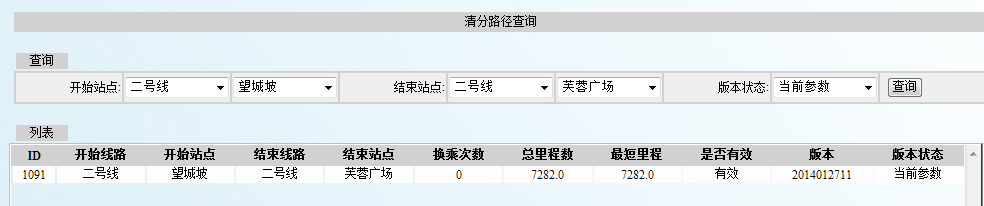 清分路径查询
查询
开始站点: 二号线 望城坡 结束站点: 二号线 芙蓉广场 版本状态: 当前参数 查询
列表
ID 开始线路 开始站点 结束线路 结束站点 换乘次数 总里程数 最短里程 是否有效 版本 版本状态
1091 二号线 望城坡 二号线 芙蓉广场 0 7282.0 7282.0 有效 2014012711 当前参数